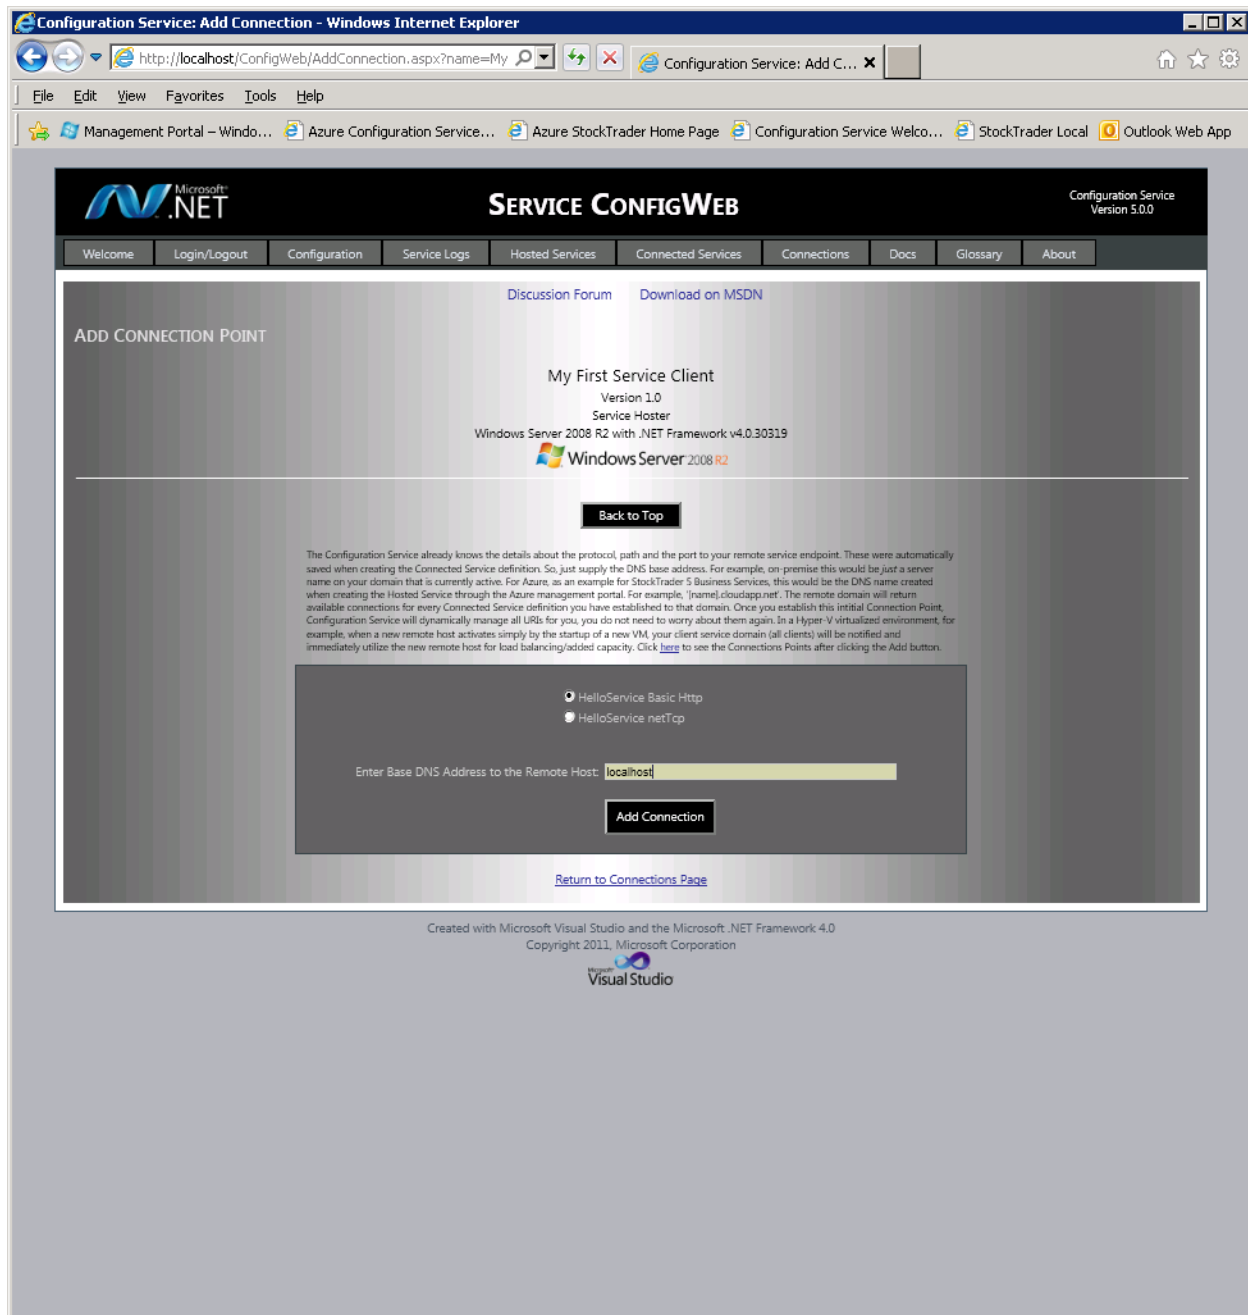 Configuration Service: Add Connection - Windows Internet Explorer
http://localhost/ConfigWeb/AddConnection.aspx?name=My
Configuration Service: Add C...
File Edit View Favorites Tools Help
Management Portal – Windo... Azure Configuration Service... Azure StockTrader Home Page Configuration Service Welco... StockTrader Local Outlook Web App
Microsoft
.NET
SERVICE CONFIGWEB
Configuration Service
Version 5.0.0
Welcome Login/Logout Configuration Service Logs Hosted Services Connected Services Connections Docs Glossary About
Discussion Forum Download on MSDN
ADD CONNECTION POINT
My First Service Client
Version 1.0
Service Hoster
Windows Server 2008 R2 with .NET Framework v4.0.30319
Windows Server 2008 R2
Back to Top
The Configuration Service already knows the details about the protocol, path and the port to your remote service endpoint. These were automatically
saved when creating the Connected Service definition. So, just supply the DNS base address. For example, on-premise this would be just a server
name on your domain that is currently active. For Azure, as an example for StockTrader 5 Business Services, this would be the DNS name created
when creating the Hosted Service through the Azure management portal. For example, '[name].cloudapp.net'. The remote domain will return
available connections for every Connected Service definition you have established to that domain. Once you establish this intitial Connection Point,
Configuration Service will dynamically manage all URIs for you, you do not need to worry about them again. In a Hyper-V virtualized environment, for
example, when a new remote host activates simply by the startup of a new VM, your client service domain (all clients) will be notified and
immediately utilize the new remote host for load balancing/added capacity. Click here to see the Connections Points after clicking the Add button.
HelloService Basic Http
HelloService netTcp
Enter Base DNS Address to the Remote Host: localhost
Add Connection
Return to Connections Page
Created with Microsoft Visual Studio and the Microsoft .NET Framework 4.0
Copyright 2011, Microsoft Corporation
Microsoft
Visual Studio